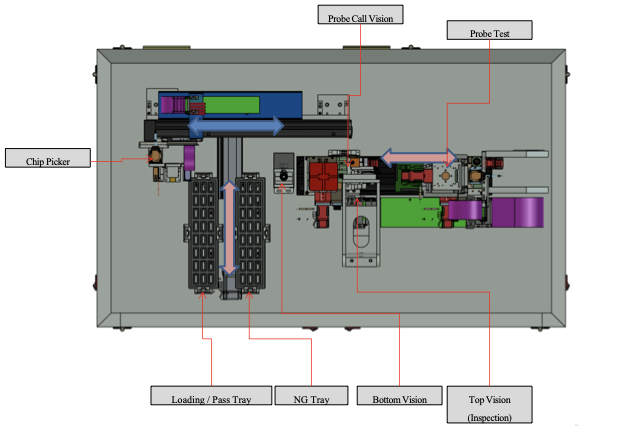 Probe Call Vision
Probe Test
Chip Picker
Loading / Pass Tray
NG Tray
Bottom Vision
Top Vision
(Inspection)